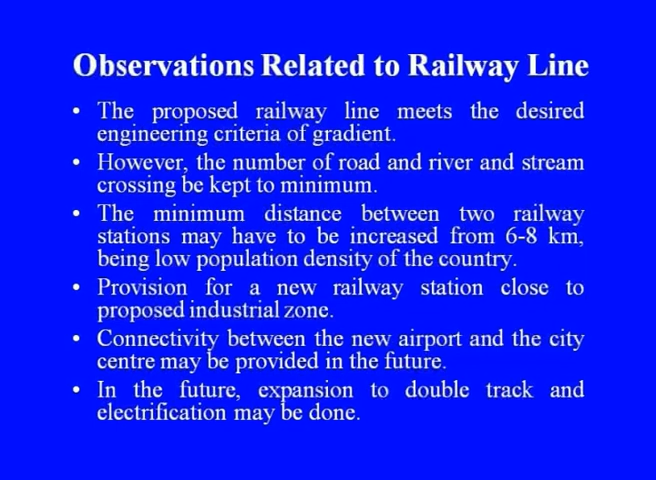 Observations Related to Railway Line
• The proposed railway line meets the desired
engineering criteria of gradient.
• However, the number of road and river and stream
crossing be kept to minimum.
• The minimum distance between two railway
stations may have to be increased from 6-8 km,
being low population density of the country.
• Provision for a new railway station close to
proposed industrial zone.
• Connectivity between the new airport and the city
centre may be provided in the future.
• In the future, expansion to double track and
electrification may be done.